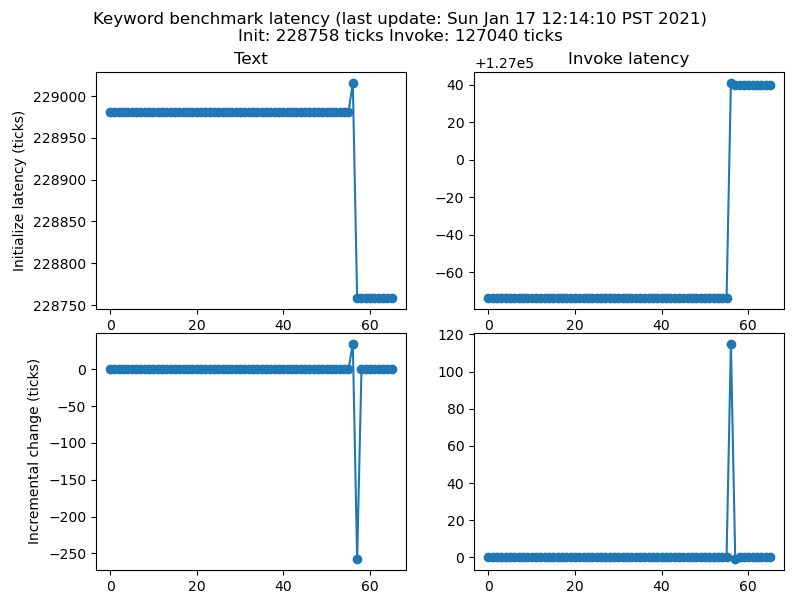 Keyword benchmark latency (last update: Sun Jan 17 12:14:10 PST 2021)
Init: 228758 ticks Invoke: 127040 ticks
Text
Initialize latency (ticks)
229000
228950
228900
228850
228800
228750
0 20 40 60
Invoke latency
+1.27e5
40
20
0
−20
−40
−60
0 20 40 60
Incremental change (ticks)
0
−50
−100
−150
−200
−250
0 20 40 60
120
100
80
60
40
20
0
0 20 40 60